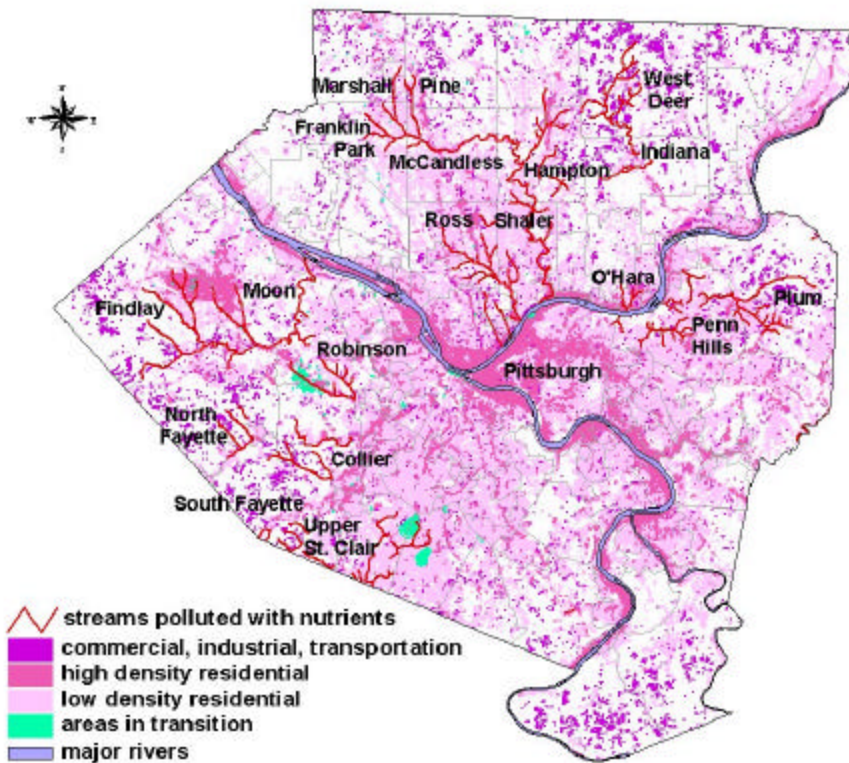 Marshall Pine
West
Deer
Franklin
Park
McCandless
Hampton
Indiana
Ross Shaler
O'Hara
Findlay
Moon
Plum
Penn
Hills
Robinson
Pittsburgh
North
Fayette
Collier
South Fayette
Upper
St. Clair
streams polluted with nutrients
commercial, industrial, transportation
high density residential
low density residential
areas in transition
major rivers